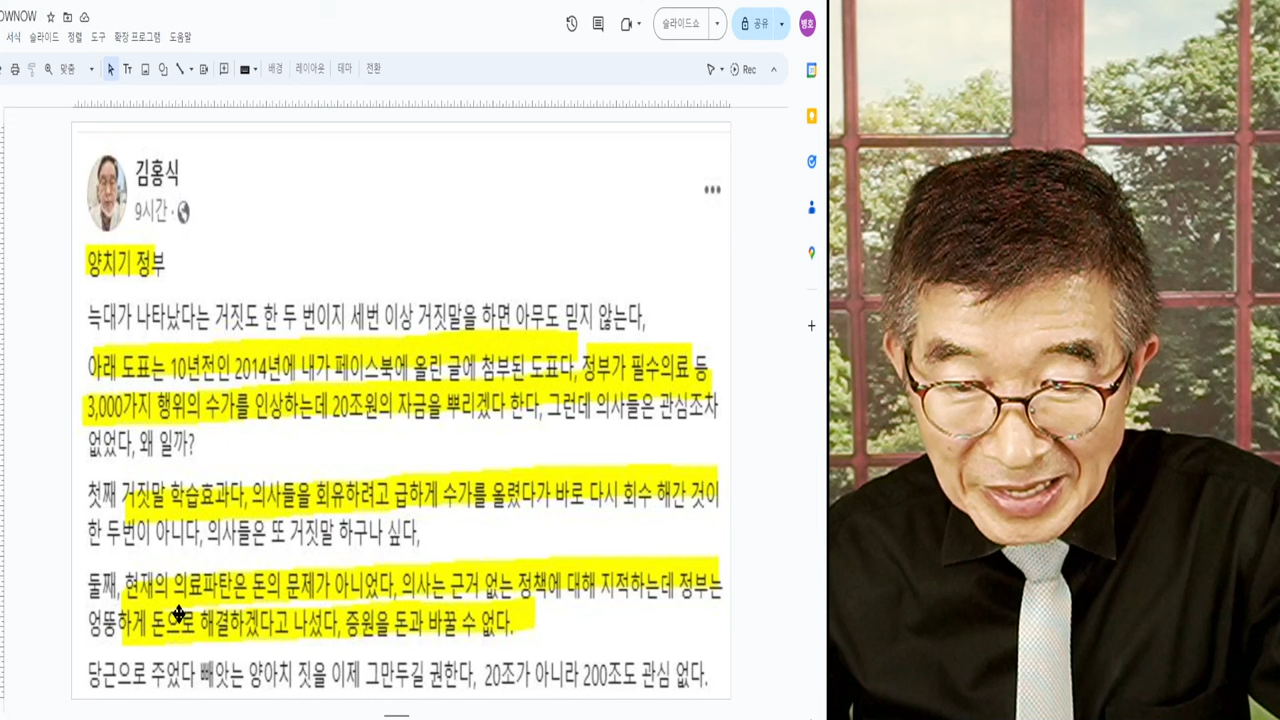 OWNOW
서식 슬라이드 정렬 도구 확장 프로그램 도움말
슬라이드쇼
공유
병호
맞춤
Tт
배경 레이아웃 테마 전환
Rec
김홍식
9시간 ·
양치기 정부
늑대가 나타났다는 거짓도 한 두 번이지 세번 이상 거짓말을 하면 아무도 믿지 않는다,
아래 도표는 10년전인 2014년에 내가 페이스북에 올린 글에 첨부된 도표다, 정부가 필수의료 등
3,000가지 행위의 수가를 인상하는데 20조원의 자금을 뿌리겠다 한다, 그런데 의사들은 관심조차
없었다, 왜 일까?
첫째 거짓말 학습효과다, 의사들을 회유하려고 급하게 수가를 올렸다가 바로 다시 회수 해간 것이
한 두번이 아니다, 의사들은 또 거짓말 하구나 싶다,
둘째, 현재의 의료파탄은 돈의 문제가 아니었다, 의사는 근거 없는 정책에 대해 지적하는데 정부는
엉뚱하게 돈으로 해결하겠다고 나섰다, 증원을 돈과 바꿀 수 없다.
당근으로 주었다 빼앗는 양아치 짓을 이제 그만두길 권한다, 20조가 아니라 200조도 관심 없다.